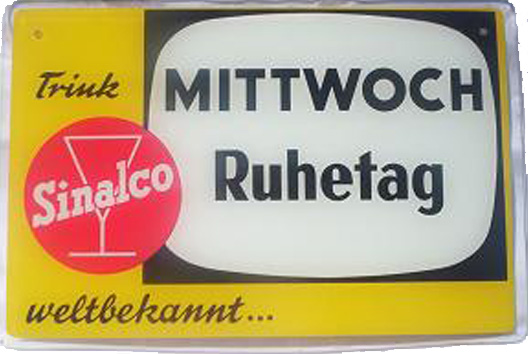 Trink
Sinalco
weltbekannt...
MITTWOCH
Ruhetag